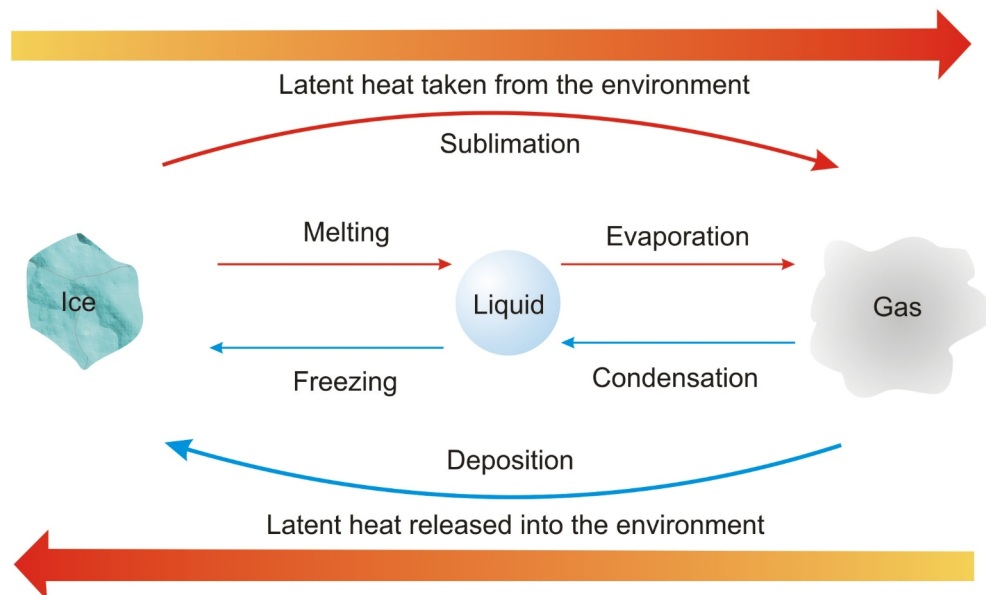 Latent heat taken from the environment
Sublimation
Melting
Evaporation
Ice
Liquid
Gas
Freezing
Condensation
Deposition
Latent heat released into the environment